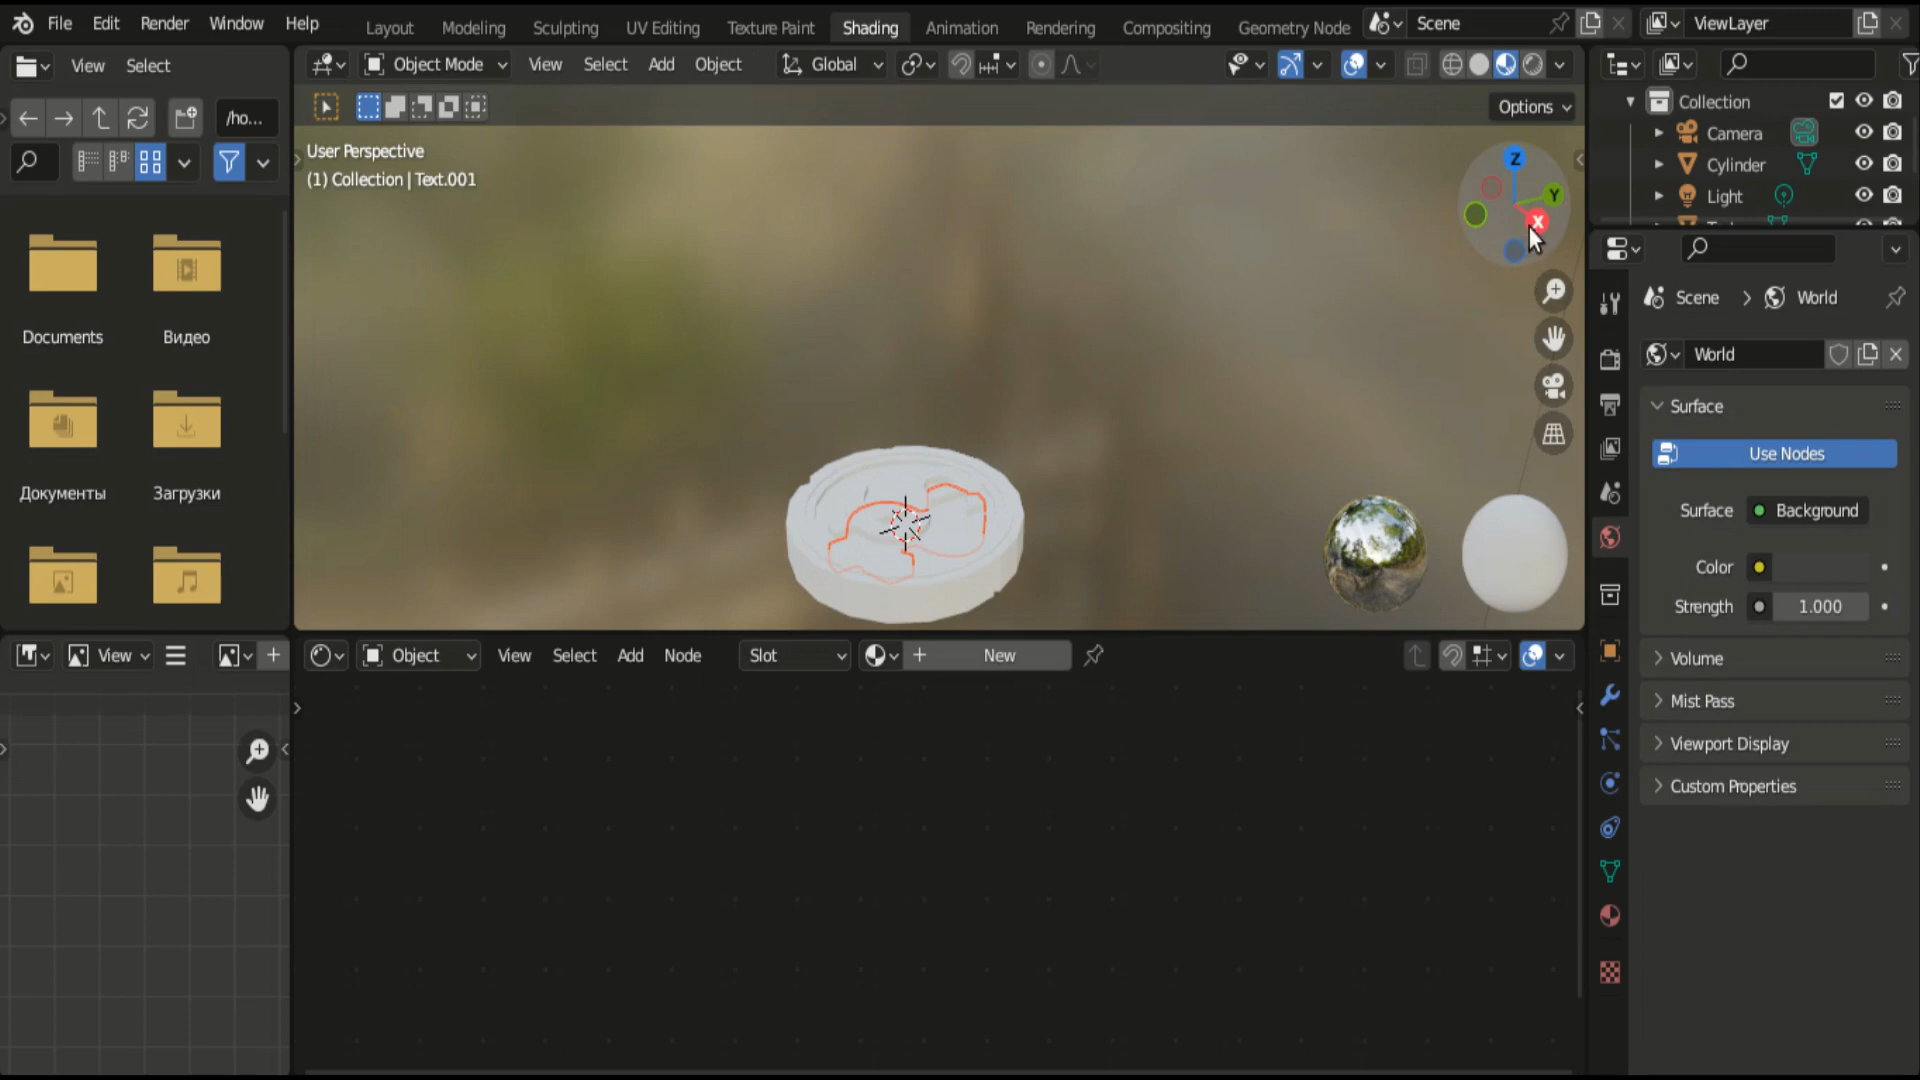 File Edit Render Window Help Layout Modeling Sculpting UV Editing Texture Paint Shading Animation Rendering Compositing Geometry Node Scene ViewLayer
View Select
Object Mode View Select Add Object Global
/ho...
Options
User Perspective
(1) Collection | Text.001
Z
Y
X
Documents Видео
Документы Загрузки
Collection
Camera
Cylinder
Light
Scene > World
World
Surface
Use Nodes
Surface Background
Color
Strength 1.000
Volume
Mist Pass
Viewport Display
Custom Properties
View
Object View Select Add Node Slot New